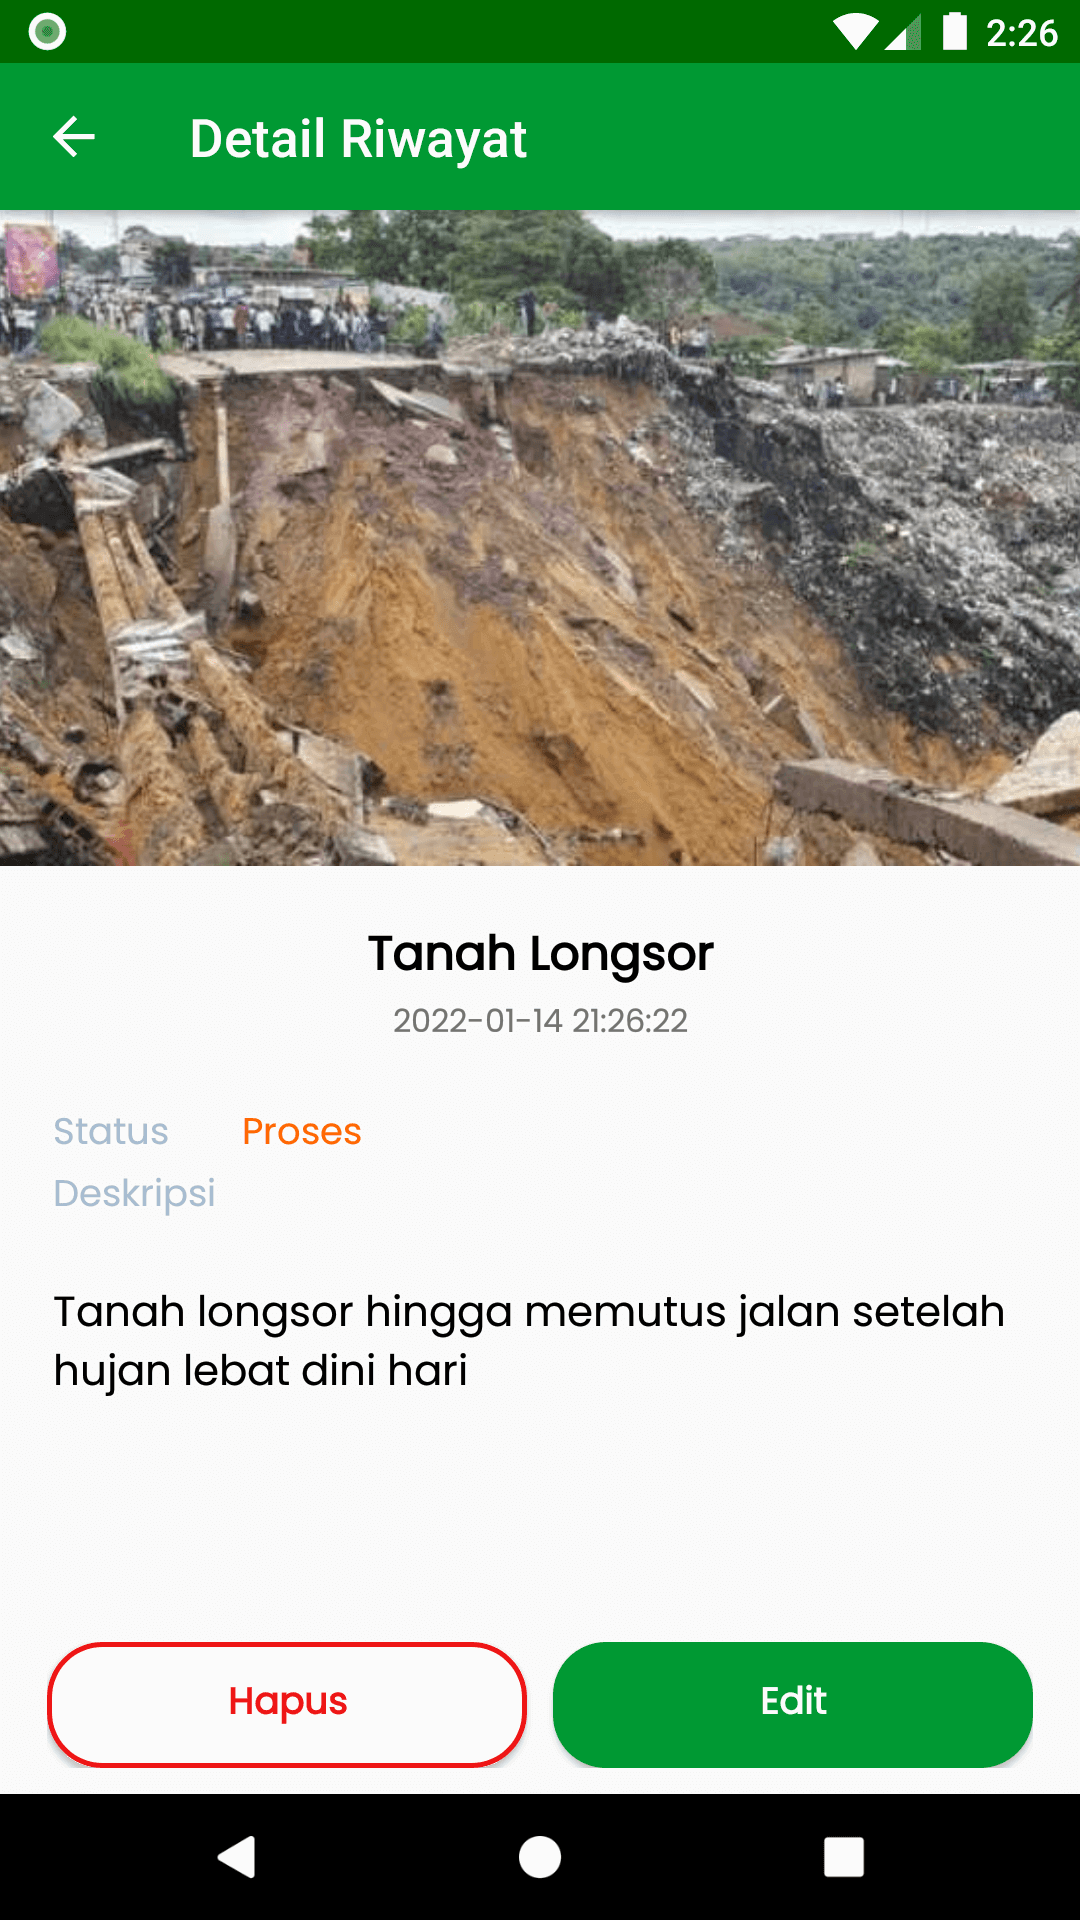 2:26
Detail Riwayat
Tanah Longsor
2022-01-14 21:26:22
Status Proses
Deskripsi
Tanah longsor hingga memutus jalan setelah
hujan lebat dini hari
Hapus Edit